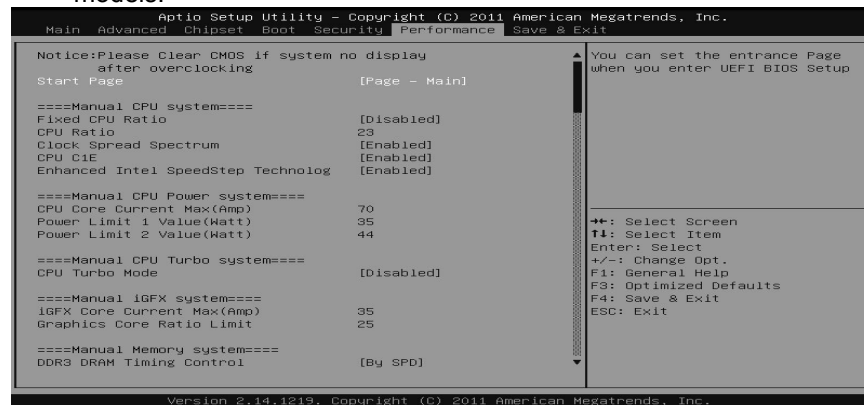 models.
Aptio Setup Utility – Copyright (C) 2011 American Megatrends, Inc.
Main Advanced Chipset Boot Security Performance Save & Exit
Notice:Please Clear CMOS if system no display
after overclocking
Start Page [Page – Main]
====Manual CPU system====
Fixed CPU Ratio [Disabled]
CPU Ratio 23
Clock Spread Spectrum [Enabled]
CPU C1E [Enabled]
Enhanced Intel SpeedStep Technolog [Enabled]
====Manual CPU Power system====
CPU Core Current Max(Amp) 70
Power Limit 1 Value(Watt) 35
Power Limit 2 Value(Watt) 44
====Manual CPU Turbo system====
CPU Turbo Mode [Disabled]
====Manual iGFX system====
iGFX Core Current Max(Amp) 35
Graphics Core Ratio Limit 25
====Manual Memory system====
DDR3 DRAM Timing Control [By SPD]
You can set the entrance Page
when you enter UEFI BIOS Setup
→←: Select Screen
↑↓: Select Item
Enter: Select
+/–: Change Opt.
F1: General Help
F3: Optimized Defaults
F4: Save & Exit
ESC: Exit
Version 2.14.1219. Copyright (C) 2011 American Megatrends, Inc.